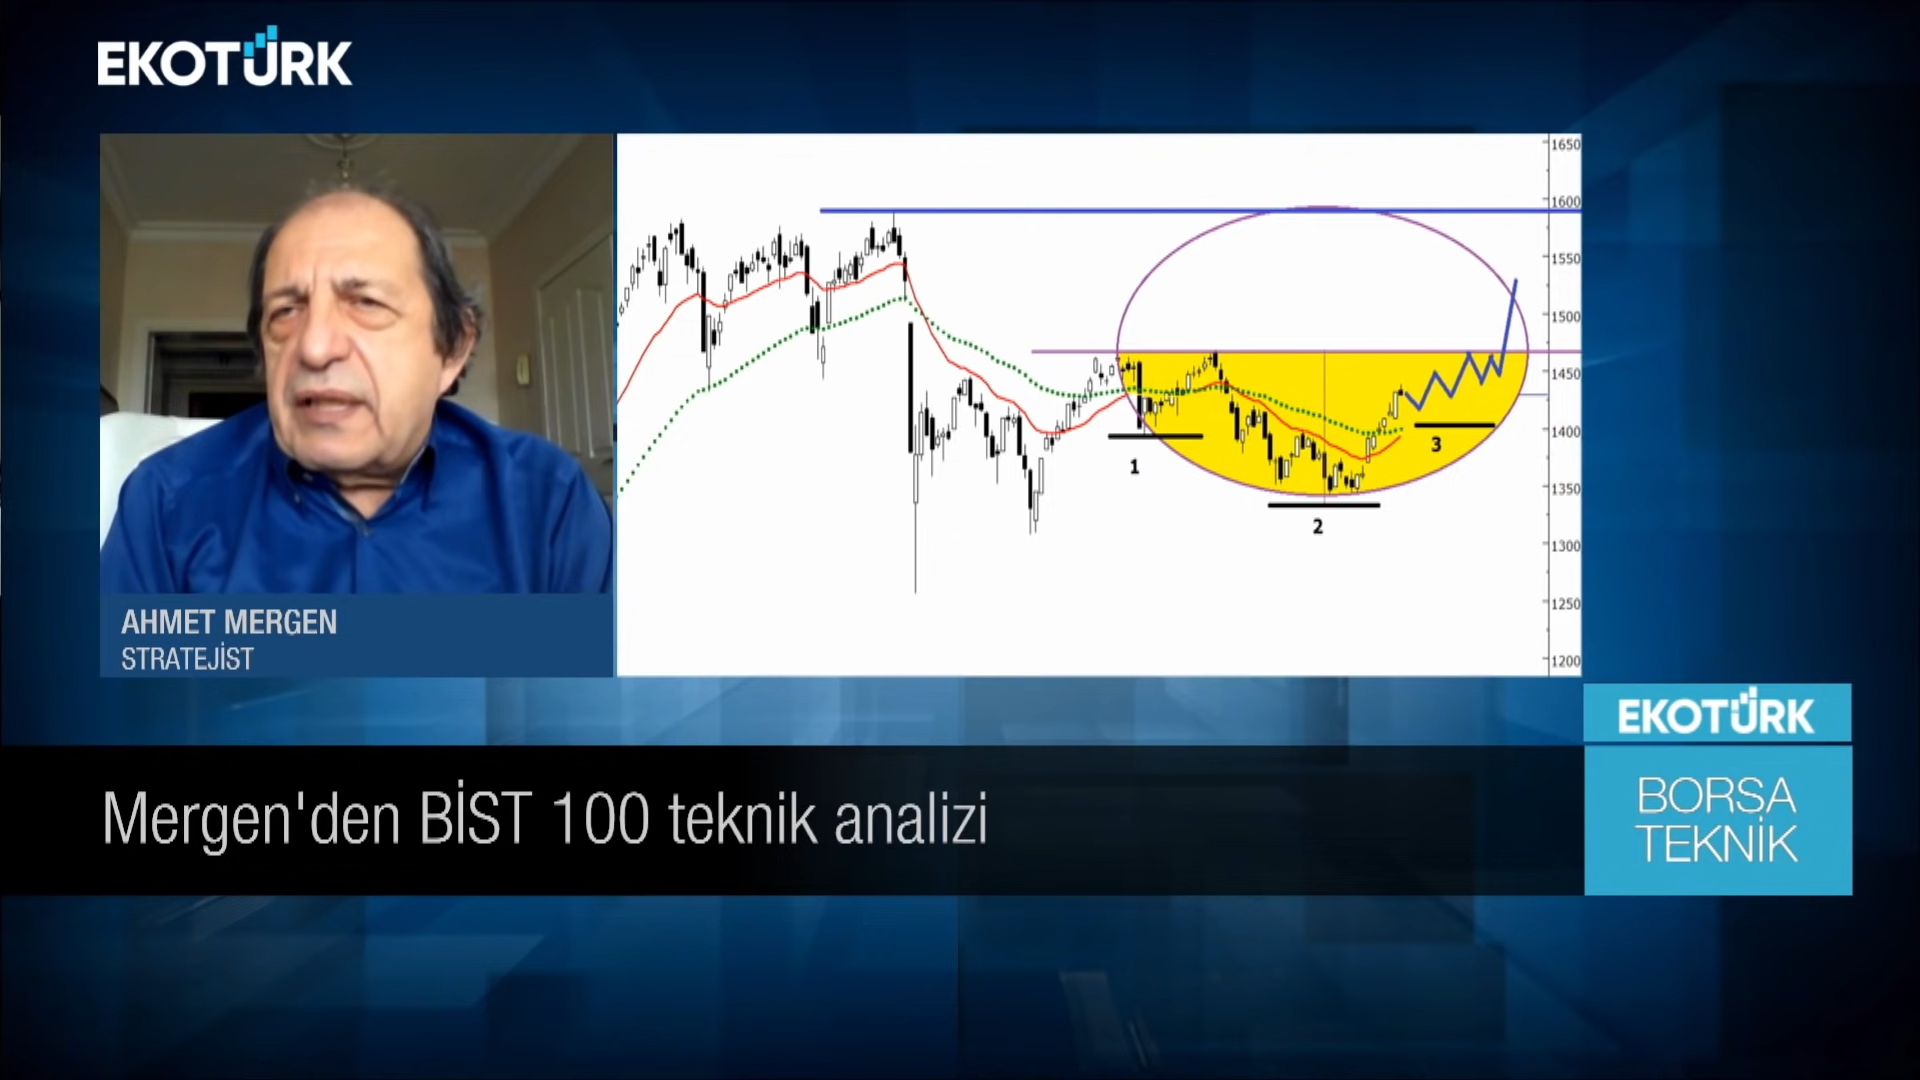 EKOTÜRK
1650
1600
1550
1500
1450
1400
1350
1300
1250
1200
1
2
3
AHMET MERGEN
STRATEJİST
EKOTÜRK
BORSA
TEKNİK
Mergen'den BİST 100 teknik analizi